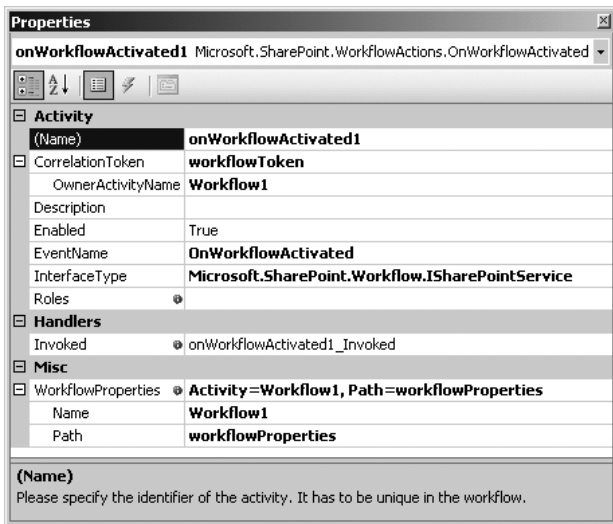 Properties
onWorkflowActivated1 Microsoft.SharePoint.WorkflowActions.OnWorkflowActivated
Activity
(Name) onWorkflowActivated1
CorrelationToken workflowToken
OwnerActivityName Workflow1
Description
Enabled True
EventName OnWorkflowActivated
InterfaceType Microsoft.SharePoint.Workflow.ISharePointService
Roles
Handlers
Invoked onWorkflowActivated1_Invoked
Misc
WorkflowProperties Activity=Workflow1, Path=workflowProperties
Name Workflow1
Path workflowProperties
(Name)
Please specify the identifier of the activity. It has to be unique in the workflow.